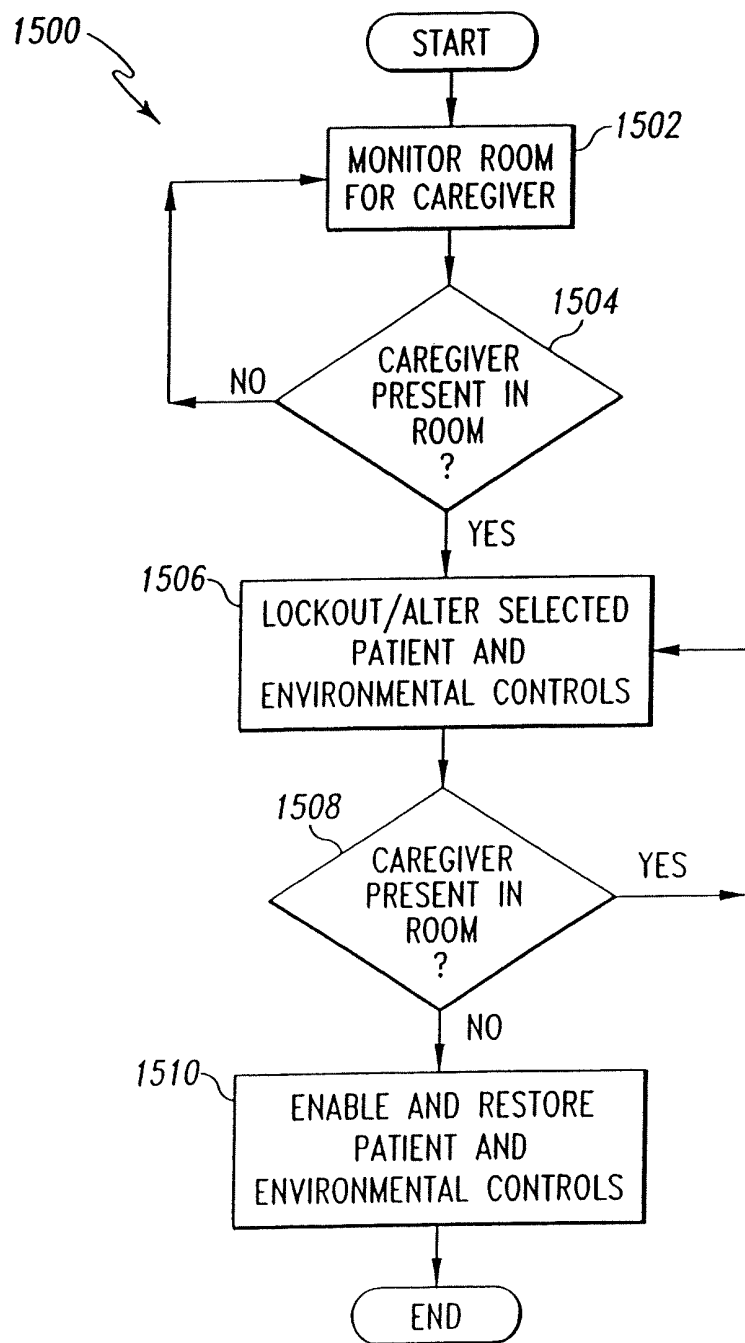 1500
START
1502
MONITOR ROOM
FOR CAREGIVER
1504
CAREGIVER
PRESENT IN
ROOM
?
NO
YES
1506
LOCKOUT/ALTER SELECTED
PATIENT AND
ENVIRONMENTAL CONTROLS
1508
CAREGIVER
PRESENT IN
ROOM
?
YES
NO
1510
ENABLE AND RESTORE
PATIENT AND
ENVIRONMENTAL CONTROLS
END